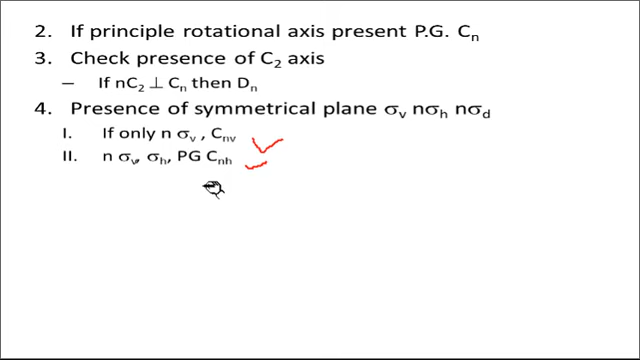 2. If principle rotational axis present P.G. Cₙ
3. Check presence of C₂ axis
– If nC₂ ⊥ Cₙ then Dₙ
4. Presence of symmetrical plane σᵥ nσₕ nσ_d
I. If only n σᵥ , Cₙᵥ
II. n σᵥ, σₕ, PG Cₙₕ